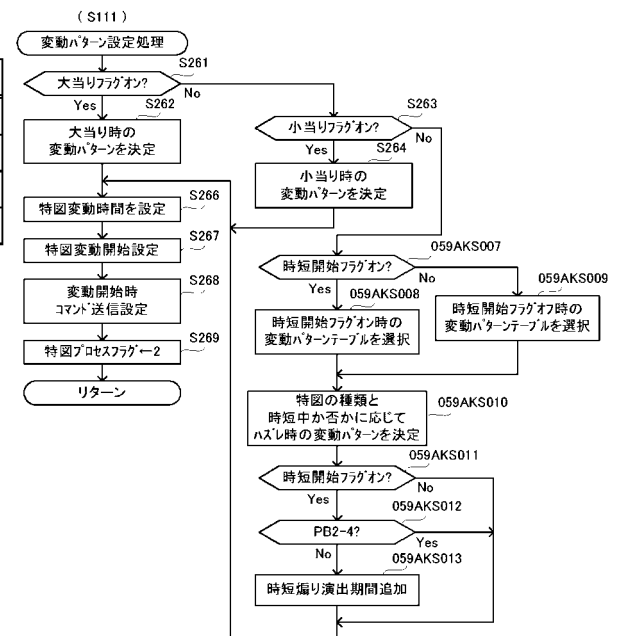 (S111)
変動パターン設定処理
S261
大当りフラグオン?
Yes
No
S262
大当り時の
変動パターンを決定
S263
小当りフラグオン?
Yes
No
S264
小当り時の
変動パターンを決定
S266
特図変動時間を設定
S267
特図変動開始設定
S268
変動開始時
コマンド送信設定
S269
特図プロセスフラグ←2
リターン
059AKS007
時短開始フラグオン?
Yes
No
059AKS008
時短開始フラグオン時の
変動パターンテーブルを選択
059AKS009
時短開始フラグオフ時の
変動パターンテーブルを選択
059AKS010
特図の種類と
時短中か否かに応じて
ハズレ時の変動パターンを決定
059AKS011
時短開始フラグオン?
Yes
No
059AKS012
PB2-4?
No
Yes
059AKS013
時短煽り演出期間追加